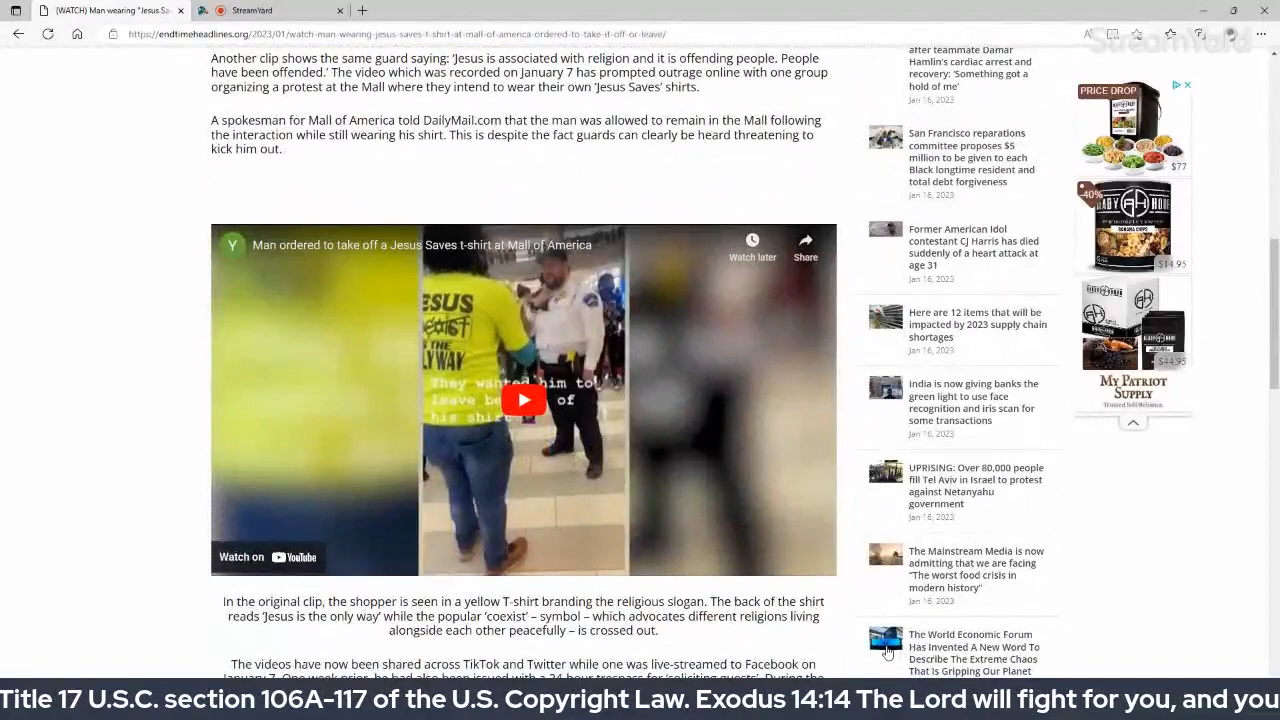 [WATCH] Man wearing "Jesus Sa
StreamYard
https://endtimeheadlines.org/2023/01/watch-man-wearing-jesus-saves-t-shirt-at-mall-of-america-ordered-to-take-it-off-or-leave/
StreamYard
Another clip shows the same guard saying: 'Jesus is associated with religion and it is offending people. People
have been offended.' The video which was recorded on January 7 has prompted outrage online with one group
organizing a protest at the Mall where they intend to wear their own 'Jesus Saves' shirts.
A spokesman for Mall of America told DailyMail.com that the man was allowed to remain in the Mall following
the interaction while still wearing his shirt. This is despite the fact guards can clearly be heard threatening to
kick him out.
Y
Man ordered to take off a Jesus Saves t-shirt at Mall of America
Watch later
Share
JESUS
THE
WAY
They wanted him to
leave of
shirt
Watch on YouTube
In the original clip, the shopper is seen in a yellow T-shirt branding the religious slogan. The back of the shirt
reads 'Jesus is the only way' while the popular 'coexist' – symbol – which advocates different religions living
alongside each other peacefully – is crossed out.
The videos have now been shared across TikTok and Twitter while one was live-streamed to Facebook on
after teammate Damar
Hamlin's cardiac arrest and
recovery: 'Something got a
hold of me'
Jan 16, 2023
San Francisco reparations
committee proposes $5
million to be given to each
Black longtime resident and
total debt forgiveness
Jan 16, 2023
Former American Idol
contestant CJ Harris has died
suddenly of a heart attack at
age 31
Jan 16, 2023
Here are 12 items that will be
impacted by 2023 supply chain
shortages
Jan 16, 2023
India is now giving banks the
green light to use face
recognition and iris scan for
some transactions
Jan 16, 2023
UPRISING: Over 80,000 people
fill Tel Aviv in Israel to protest
against Netanyahu
government
Jan 16, 2023
The Mainstream Media is now
admitting that we are facing
"The worst food crisis in
modern history"
Jan 16, 2023
The World Economic Forum
Has Invented A New Word To
Describe The Extreme Chaos
That Is Gripping Our Planet
PRICE DROP
$77
-40%
READY HOUR
BANANA CHIPS
$14.95
$44.95
MY PATRIOT
SUPPLY
Trusted Self-Reliance
Title 17 U.S.C. section 106A-117 of the U.S. Copyright Law. Exodus 14:14 The Lord will fight for you, and you